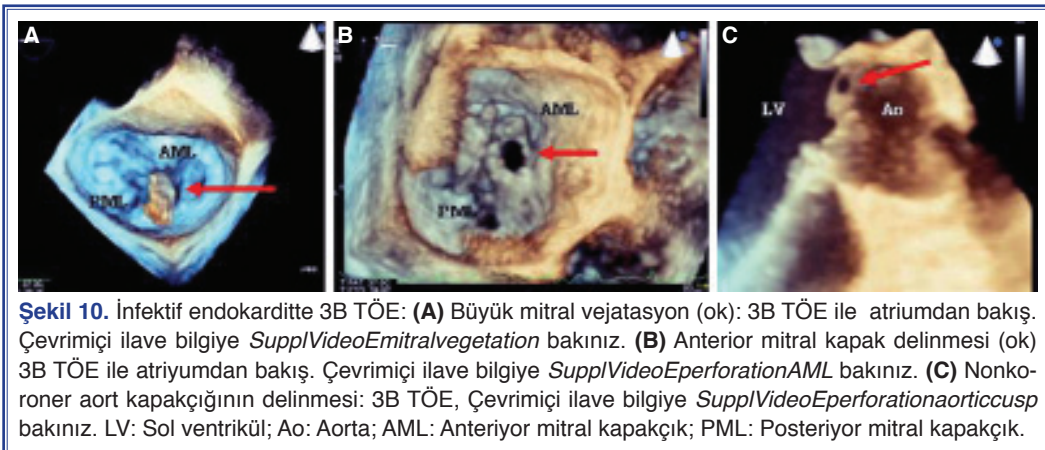 A
B
C
AML
PML
AML
PML
LV
Ao
Şekil 10. İnfektif endokarditte 3B TÖE: (A) Büyük mitral vejatasyon (ok): 3B TÖE ile atriumdan bakış.
Çevrimiçi ilave bilgiye SupplVideoEmitralvegetation bakınız. (B) Anterior mitral kapak delinmesi (ok)
3B TÖE ile atriyumdan bakış. Çevrimiçi ilave bilgiye SupplVideoEperforationAML bakınız. (C) Nonko-
roner aort kapakçığının delinmesi: 3B TÖE, Çevrimiçi ilave bilgiye SupplVideoEperforationaorticcusp
bakınız. LV: Sol ventrikül; Ao: Aorta; AML: Anteriyor mitral kapakçık; PML: Posteriyor mitral kapakçık.